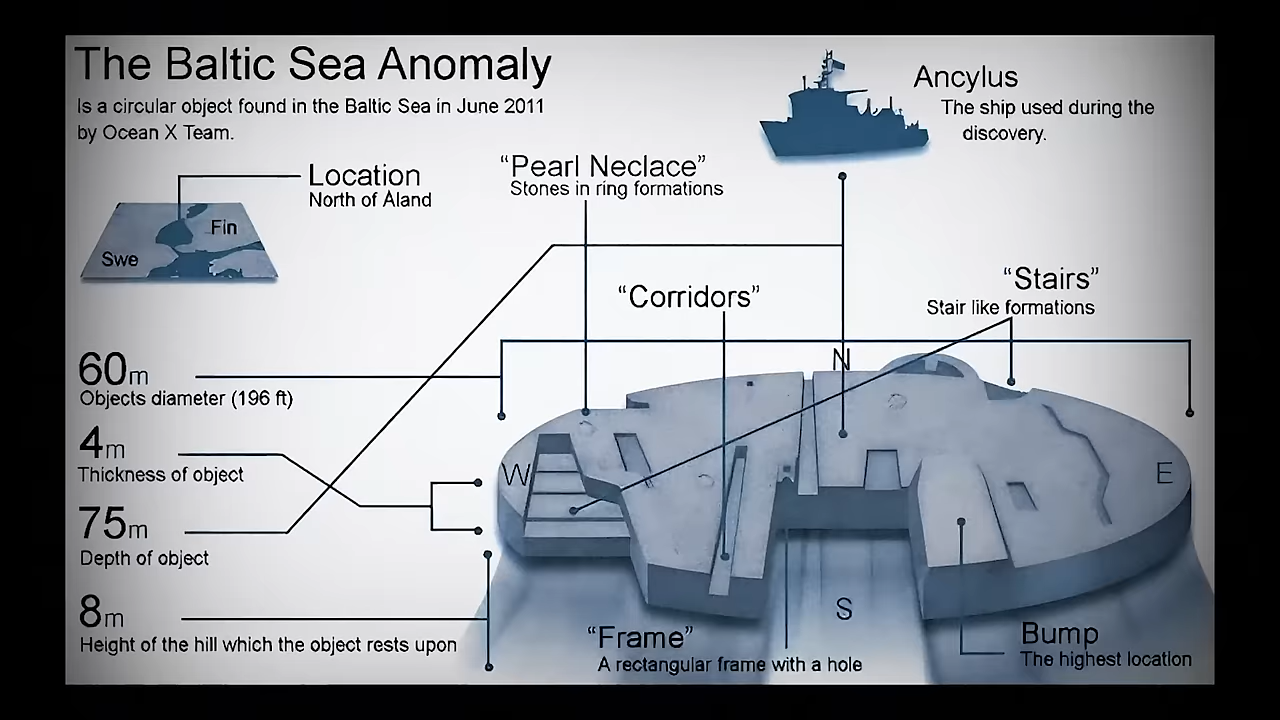 The Baltic Sea Anomaly
Is a circular object found in the Baltic Sea in June 2011
by Ocean X Team.
Ancylus
The ship used during the
discovery.
Location
North of Aland
Fin
Swe
“Pearl Neclace”
Stones in ring formations
“Corridors”
“Stairs”
Stair like formations
60m
Objects diameter (196 ft)
4m
Thickness of object
75m
Depth of object
8m
Height of the hill which the object rests upon
N
W
E
S
“Frame”
A rectangular frame with a hole
Bump
The highest location